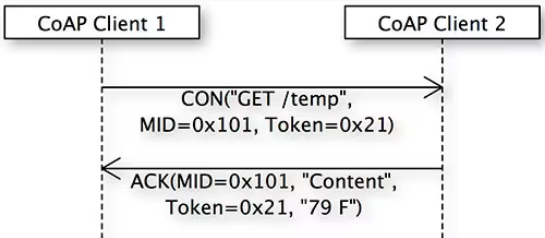 CoAP Client 1
CoAP Client 2
CON("GET /temp",
MID=0x101, Token=0x21)
ACK(MID=0x101, "Content",
Token=0x21, "79 F")